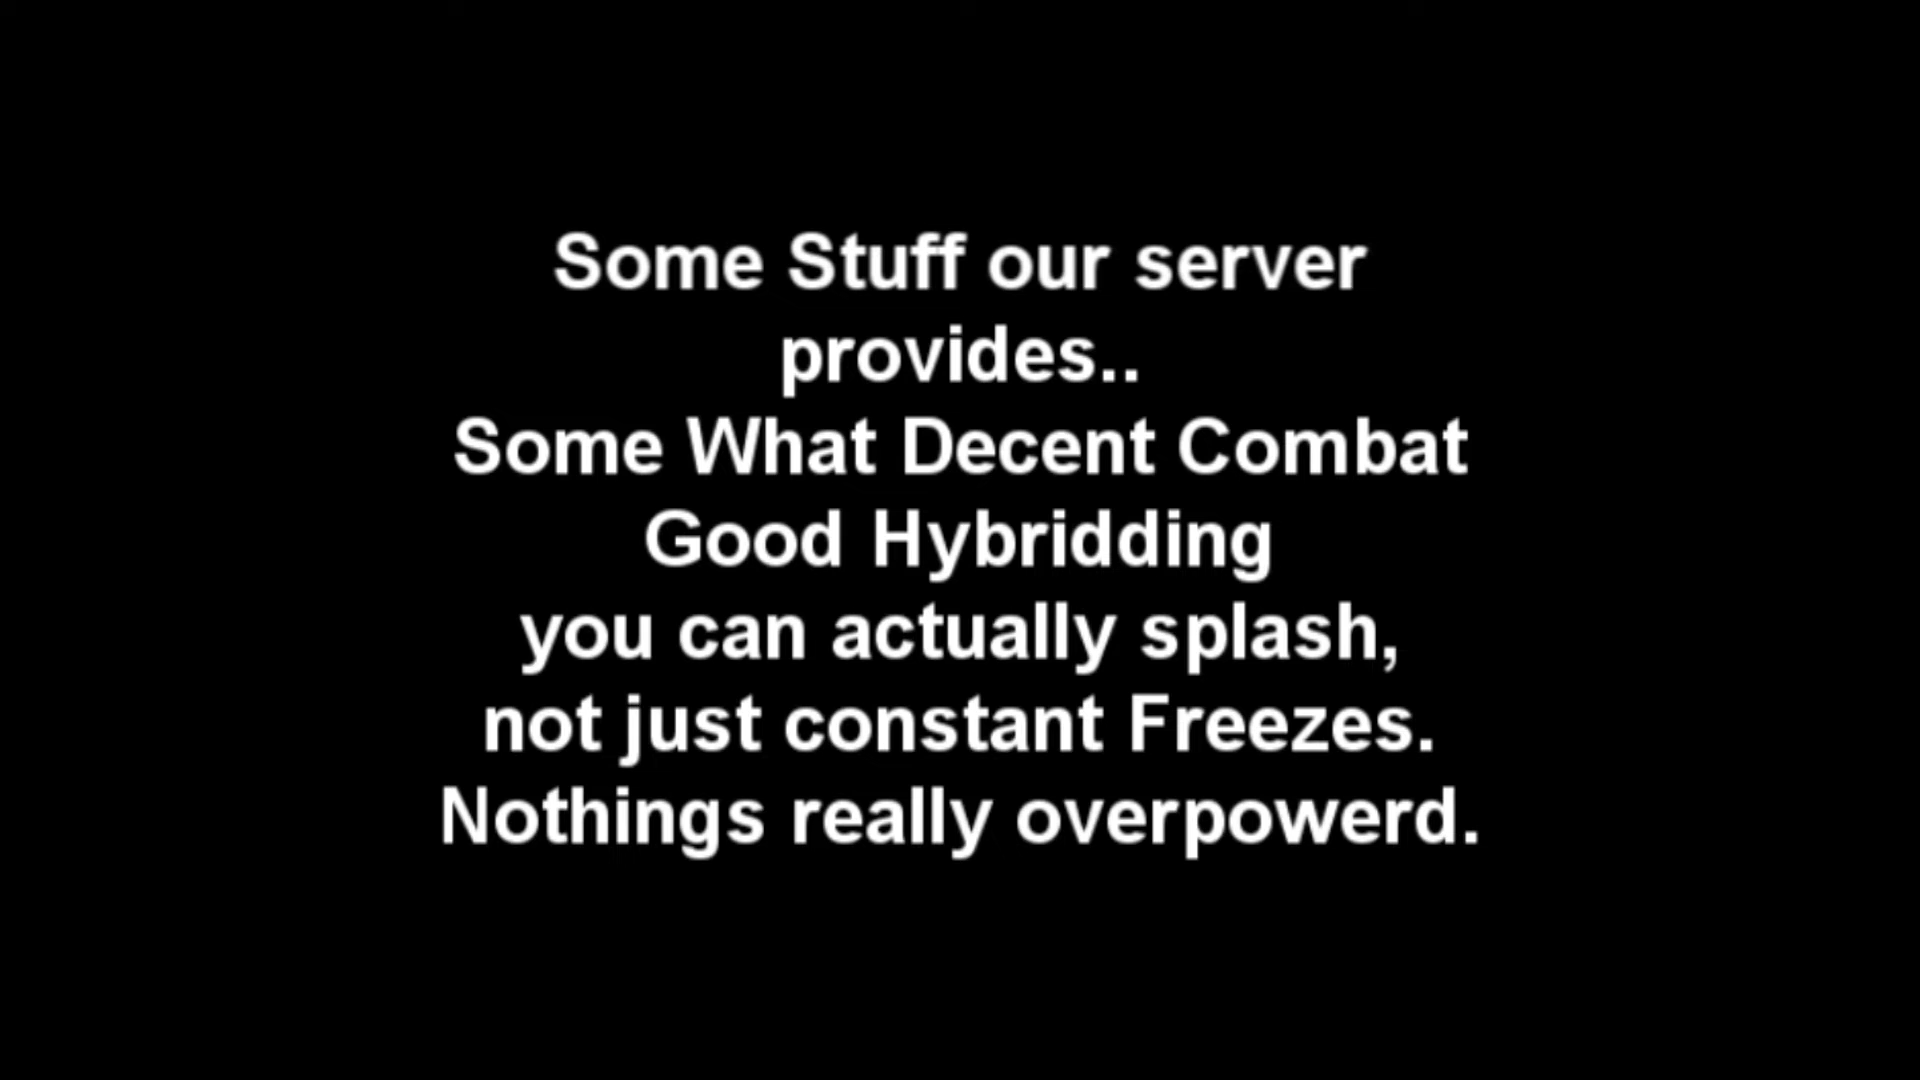 Some Stuff our server
provides..
Some What Decent Combat
Good Hybridding
you can actually splash,
not just constant Freezes.
Nothings really overpowerd.